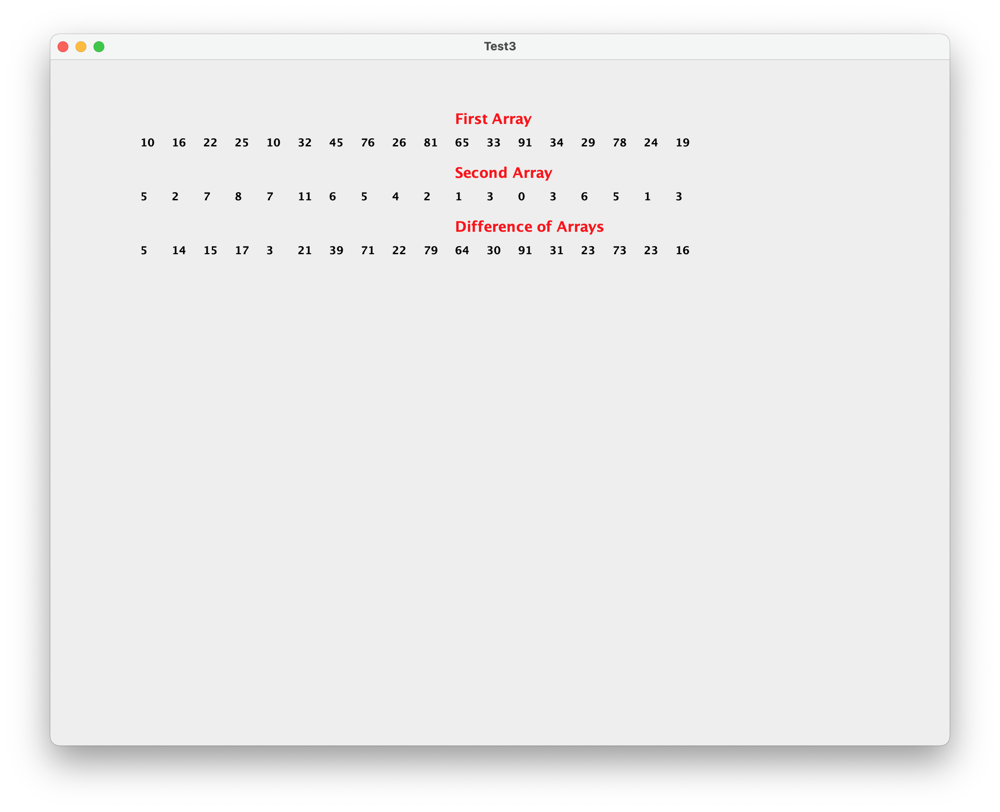 Test3
First Array
10 16 22 25 10 32 45 76 26 81 65 33 91 34 29 78 24 19
Second Array
5 2 7 8 7 11 6 5 4 2 1 3 0 3 6 5 1 3
Difference of Arrays
5 14 15 17 3 21 39 71 22 79 64 30 91 31 23 73 23 16